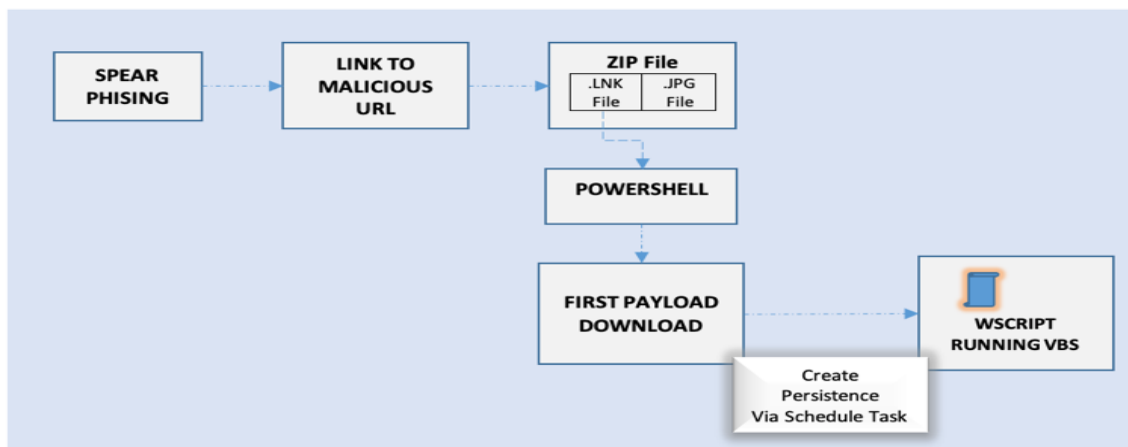 SPEAR
PHISING
LINK TO
MALICIOUS
URL
ZIP File
.LNK
File
.JPG
File
POWERSHELL
FIRST PAYLOAD
DOWNLOAD
WSCRIPT
RUNNING VBS
Create
Persistence
Via Schedule Task